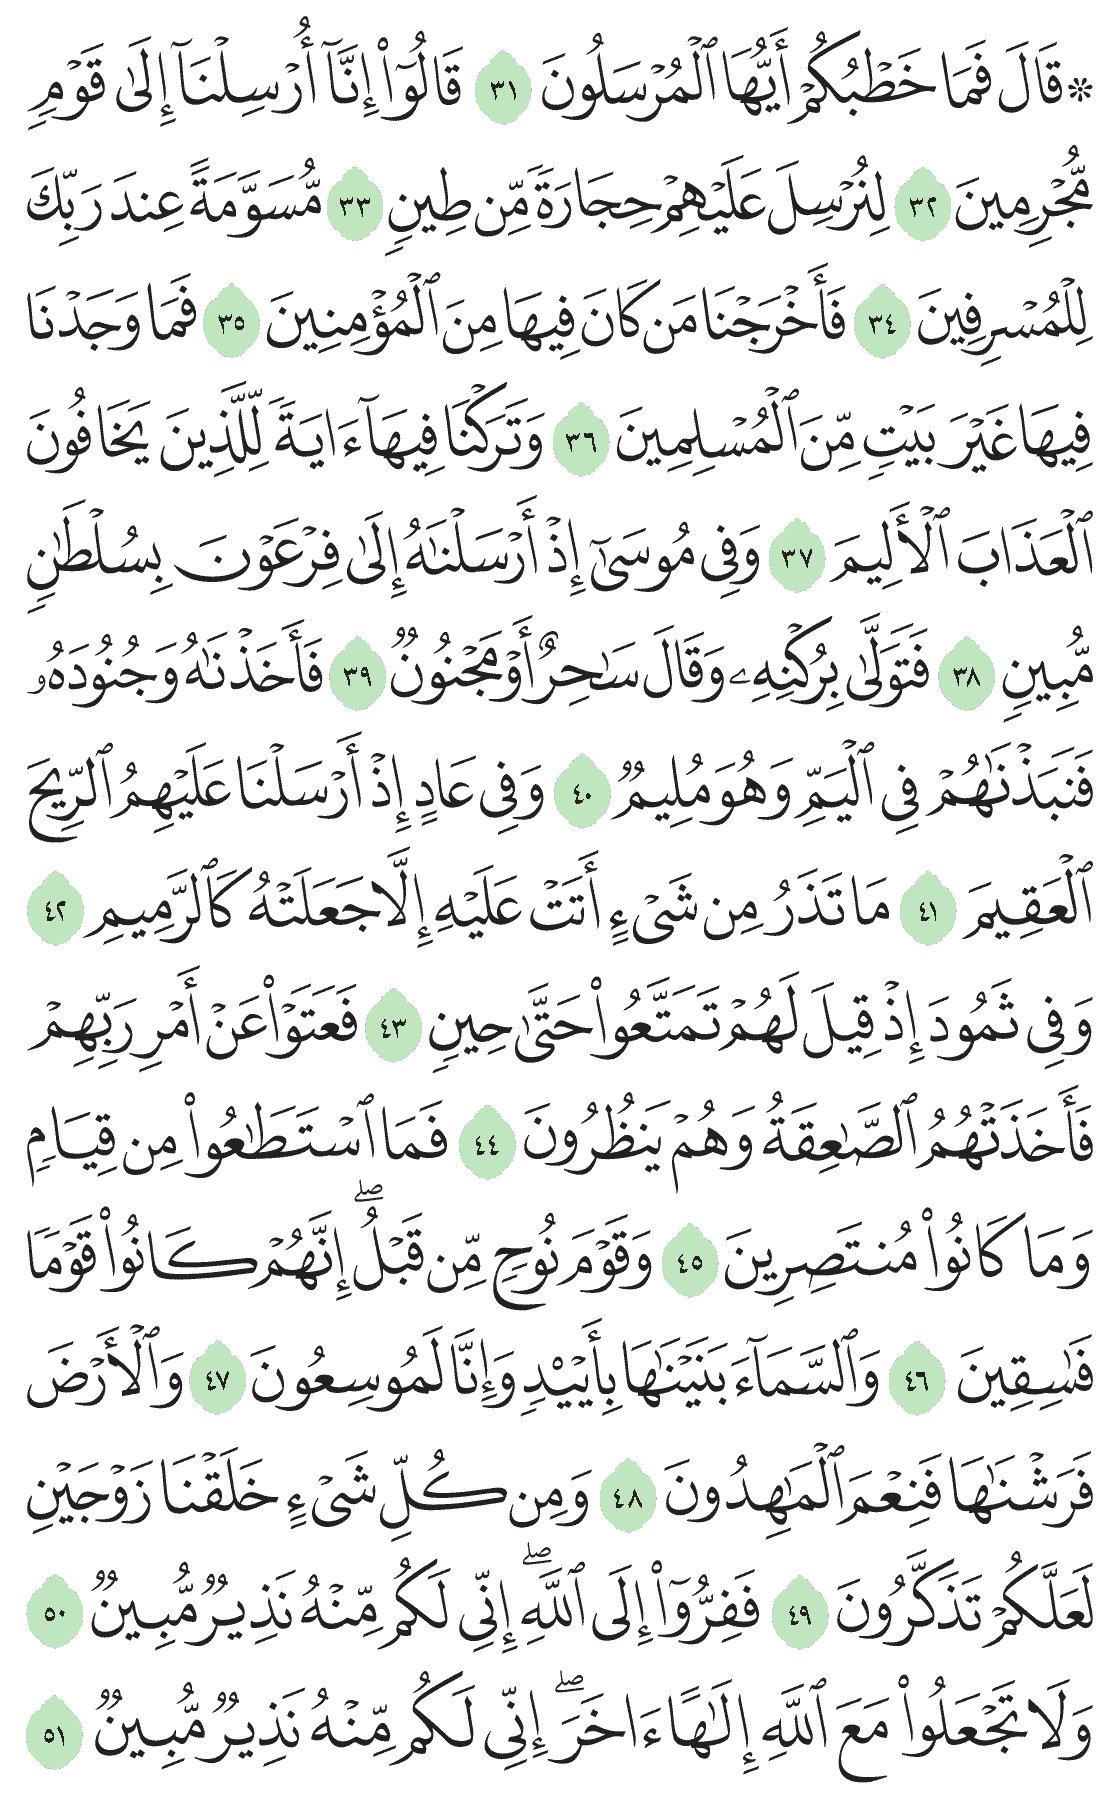 ۞ قَالَ فَمَا خَطۡبُكُمۡ أَيُّهَا ٱلۡمُرۡسَلُونَ ٣١ قَالُوٓاْ إِنَّآ أُرۡسِلۡنَآ إِلَىٰ قَوۡمٖ
مُّجۡرِمِينَ ٣٢ لِنُرۡسِلَ عَلَيۡهِمۡ حِجَارَةٗ مِّن طِينٖ ٣٣ مُّسَوَّمَةً عِندَ رَبِّكَ
لِلۡمُسۡرِفِينَ ٣٤ فَأَخۡرَجۡنَا مَن كَانَ فِيهَا مِنَ ٱلۡمُؤۡمِنِينَ ٣٥ فَمَا وَجَدۡنَا
فِيهَا غَيۡرَ بَيۡتٖ مِّنَ ٱلۡمُسۡلِمِينَ ٣٦ وَتَرَكۡنَا فِيهَآ ءَايَةٗ لِّلَّذِينَ يَخَافُونَ
ٱلۡعَذَابَ ٱلۡأَلِيمَ ٣٧ وَفِي مُوسَىٰٓ إِذۡ أَرۡسَلۡنَٰهُ إِلَىٰ فِرۡعَوۡنَ بِسُلۡطَٰنٖ
مُّبِينٖ ٣٨ فَتَوَلَّىٰ بِرُكۡنِهِۦ وَقَالَ سَٰحِرٌ أَوۡ مَجۡنُونٞ ٣٩ فَأَخَذۡنَٰهُ وَجُنُودَهُۥ
فَنَبَذۡنَٰهُمۡ فِي ٱلۡيَمِّ وَهُوَ مُلِيمٞ ٤٠ وَفِي عَادٍ إِذۡ أَرۡسَلۡنَا عَلَيۡهِمُ ٱلرِّيحَ
ٱلۡعَقِيمَ ٤١ مَا تَذَرُ مِن شَيۡءٍ أَتَتۡ عَلَيۡهِ إِلَّا جَعَلَتۡهُ كَٱلرَّمِيمِ ٤٢
وَفِي ثَمُودَ إِذۡ قِيلَ لَهُمۡ تَمَتَّعُواْ حَتَّىٰ حِينٖ ٤٣ فَعَتَوۡاْ عَنۡ أَمۡرِ رَبِّهِمۡ
فَأَخَذَتۡهُمُ ٱلصَّٰعِقَةُ وَهُمۡ يَنظُرُونَ ٤٤ فَمَا ٱسۡتَطَٰعُواْ مِن قِيَامٖ
وَمَا كَانُواْ مُنتَصِرِينَ ٤٥ وَقَوۡمَ نُوحٖ مِّن قَبۡلُۖ إِنَّهُمۡ كَانُواْ قَوۡمٗا
فَٰسِقِينَ ٤٦ وَٱلسَّمَآءَ بَنَيۡنَٰهَا بِأَيۡيْدٖ وَإِنَّا لَمُوسِعُونَ ٤٧ وَٱلۡأَرۡضَ
فَرَشۡنَٰهَا فَنِعۡمَ ٱلۡمَٰهِدُونَ ٤٨ وَمِن كُلِّ شَيۡءٍ خَلَقۡنَا زَوۡجَيۡنِ
لَعَلَّكُمۡ تَذَكَّرُونَ ٤٩ فَفِرُّوٓاْ إِلَى ٱللَّهِۖ إِنِّي لَكُم مِّنۡهُ نَذِيرٞ مُّبِينٞ ٥٠
وَلَا تَجۡعَلُواْ مَعَ ٱللَّهِ إِلَٰهًا ءَاخَرَۖ إِنِّي لَكُم مِّنۡهُ نَذِيرٞ مُّبِينٞ ٥١